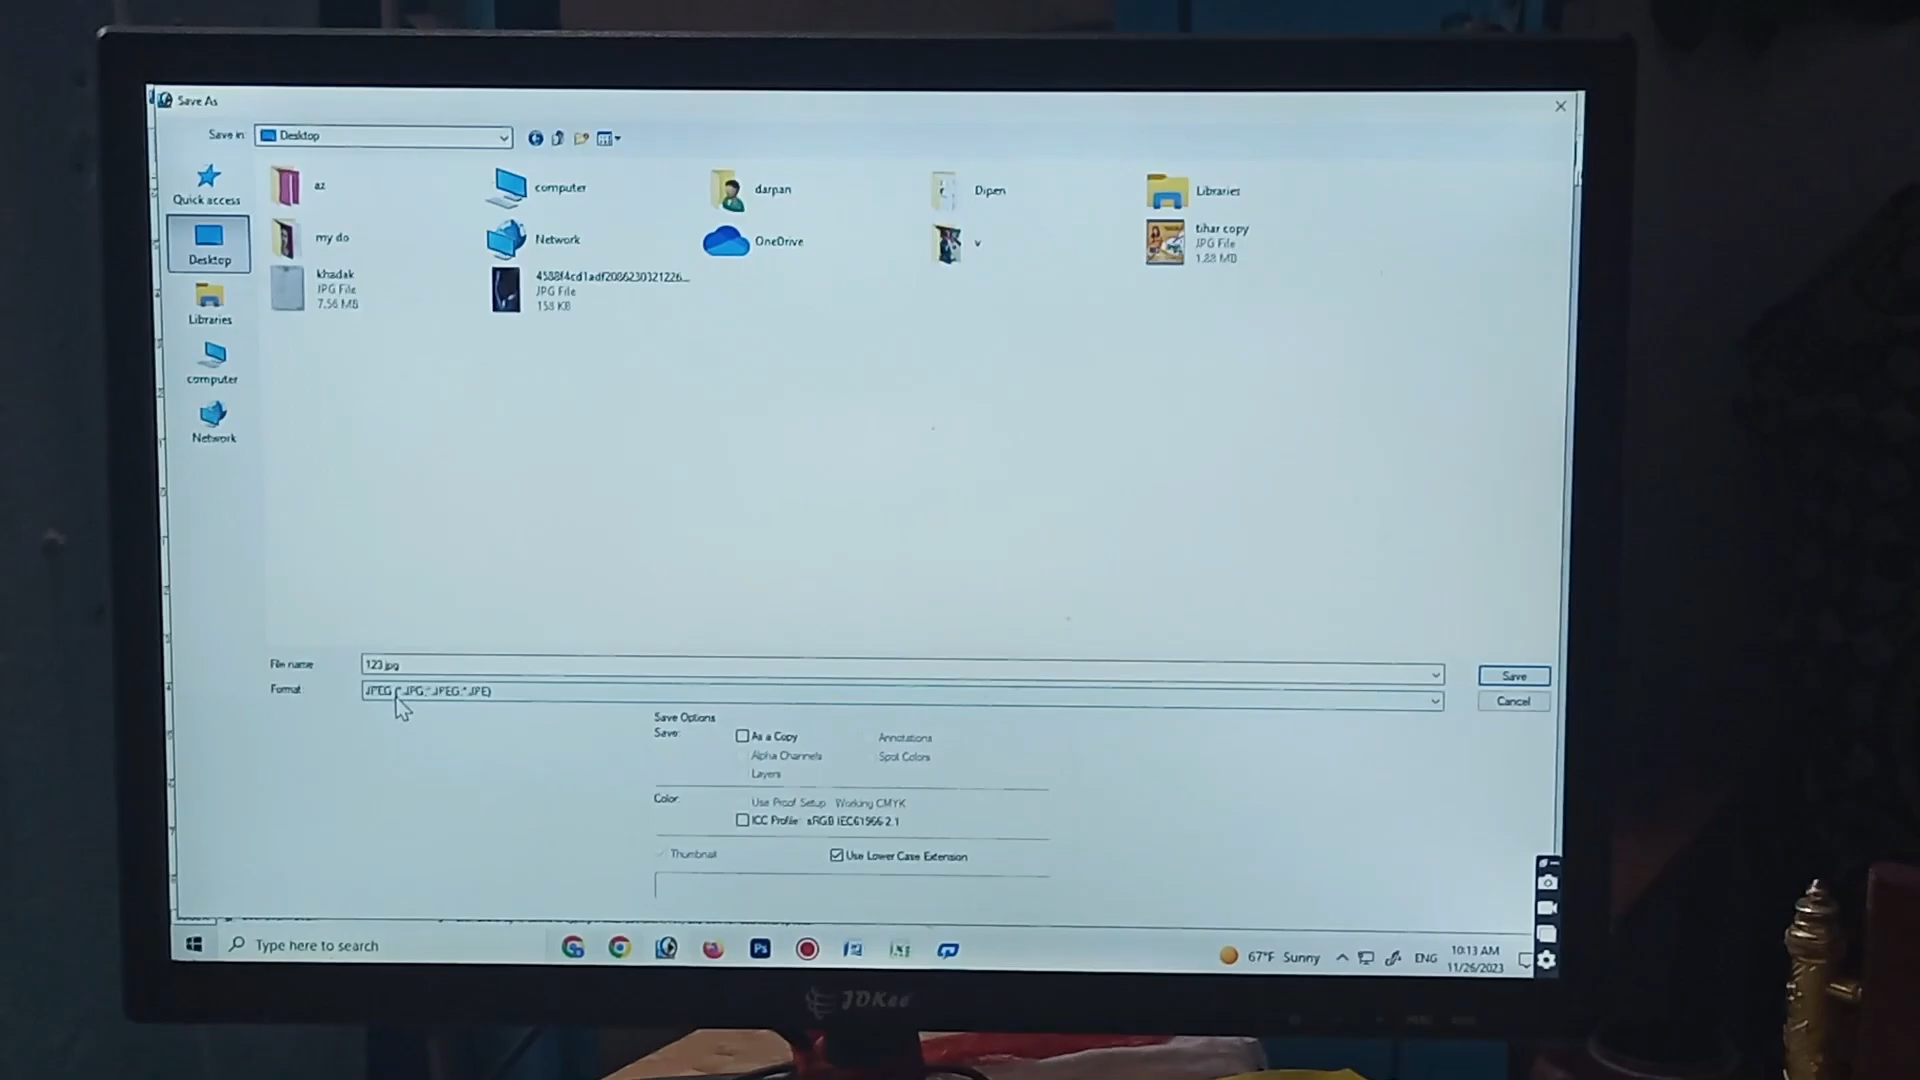 Save As
Save in: Desktop
Quick access
Desktop
Libraries
computer
Network
az
computer
darpan
Dipen
Libraries
my do
Network
OneDrive
v
tihar copy
JPG File
1.88 MB
khadak
JPG File
7.56 MB
4588f4cd1adf2086230321226...
JPG File
158 KB
File name: 123.jpg
Save
Format: JPEG (*.JPG;*.JPEG;*.JPE)
Cancel
Save Options
Save: As a Copy Annotations
Alpha Channels Spot Colors
Layers
Color: Use Proof Setup: Working CMYK
ICC Profile: sRGB IEC61966-2.1
Thumbnail Use Lower Case Extension
Type here to search
Ps
67°F Sunny
ENG
10:13 AM
11/26/2023
JOKee